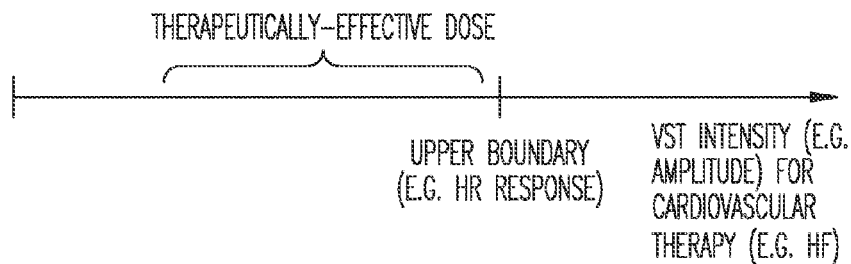 THERAPEUTICALLY-EFFECTIVE DOSE
UPPER BOUNDARY
(E.G. HR RESPONSE)
VST INTENSITY (E.G.
AMPLITUDE) FOR
CARDIOVASCULAR
THERAPY (E.G. HF)